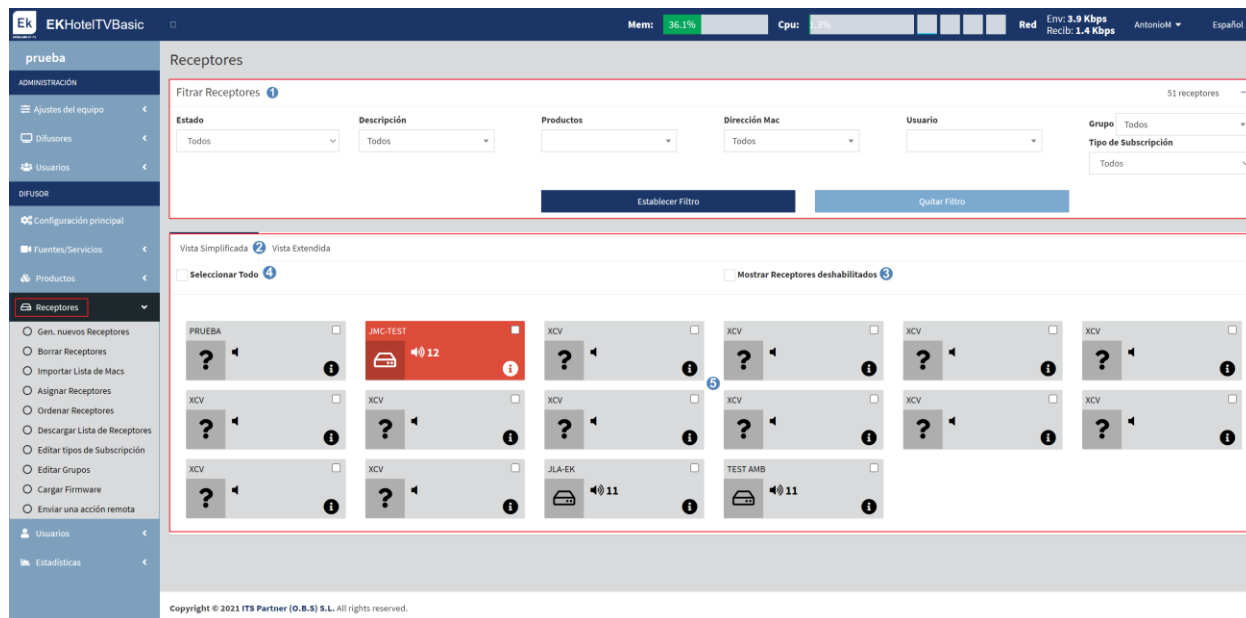 Ek EKHotelTVBasic
Mem: 36.1% Cpu: 1.3% Red Env: 3.9 Kbps Recib: 1.4 Kbps AntonioM Español
prueba
ADMINISTRACIÓN
Ajustes del equipo
Difusores
Usuarios
DIFUSOR
Configuración principal
Fuentes/Servicios
Productos
Receptores
Gen. nuevos Receptores
Borrar Receptores
Importar Lista de Macs
Asignar Receptores
Ordenar Receptores
Descargar Lista de Receptores
Editar tipos de Subscripción
Editar Grupos
Cargar Firmware
Enviar una acción remota
Usuarios
Estadísticas
Receptores
Fitrar Receptores 1
51 receptores
Estado
Todos
Descripción
Todos
Productos
Dirección Mac
Todos
Usuario
Grupo Todos
Tipo de Subscripción
Todos
Establecer Filtro Quitar Filtro
Vista Simplificada 2 Vista Extendida
Seleccionar Todo 4 Mostrar Receptores deshabilitados 3
PRUEBA JMC-TEST XCV XCV XCV XCV
? 12 ? ? ? ?
5
XCV XCV XCV XCV XCV XCV
? ? ? ? ? ?
XCV XCV JLA-EK TEST AMB
? ? 11 11
Copyright © 2021 ITS Partner (O.B.S) S.L. All rights reserved.